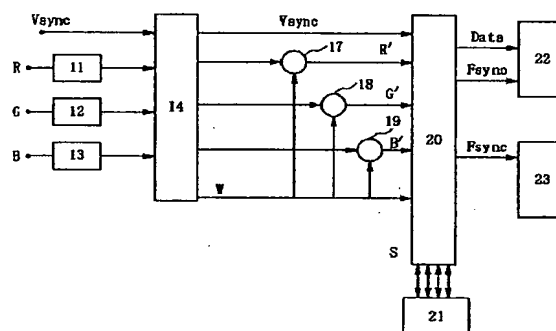 Vsync
Vsync
17
R'
Data
R
11
22
18
Fsync
G'
G
12
14
19
20
B
13
B'
Fsync
W
23
S
21